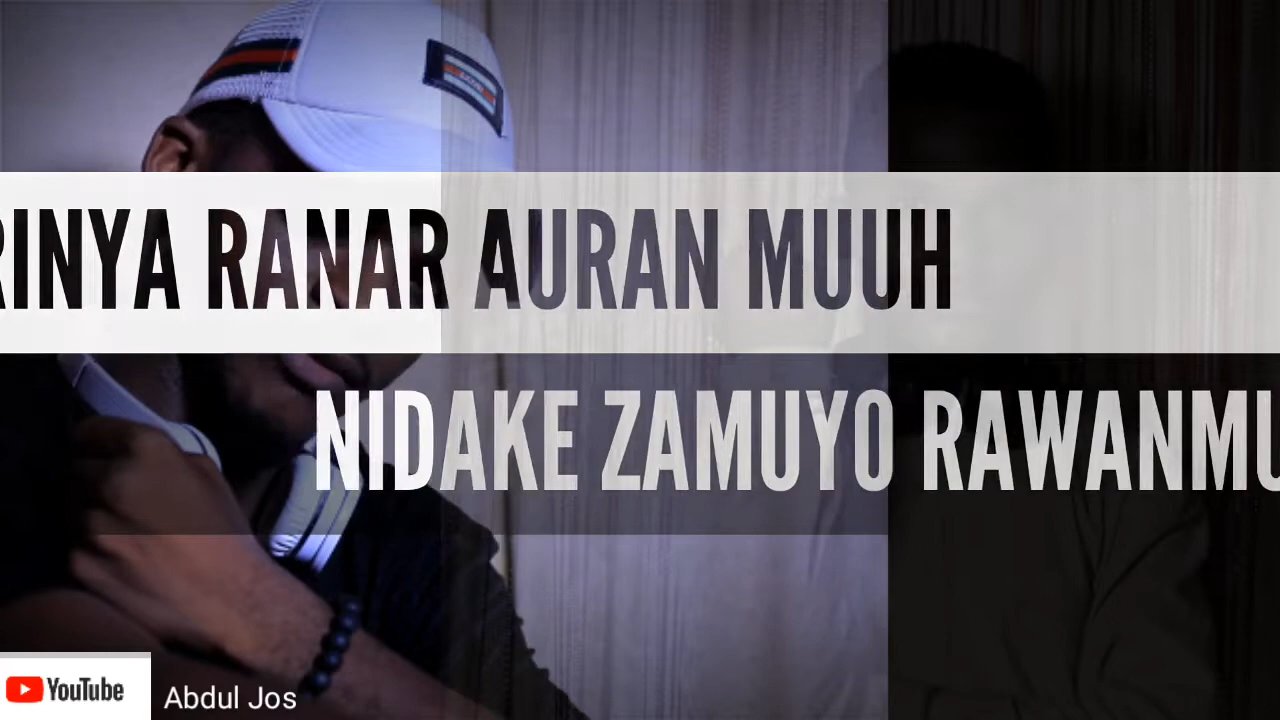 RINYA RANAR AURAN MUUH
NIDAKE ZAMUYO RAWANMU
YouTube
Abdul Jos